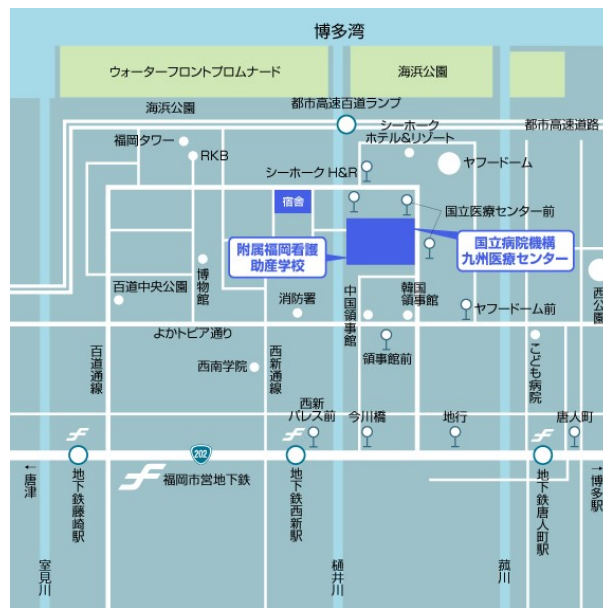 博多湾
ウォーターフロントプロムナード
海浜公園
海浜公園
都市高速百道ランプ
シーホーク
ホテル&リゾート
都市高速道路
福岡タワー
RKB
シーホークH&R
ヤフードーム
宿舎
国立医療センター前
附属福岡看護
助産学校
国立病院機構
九州医療センター
百道中央公園
博物館
消防署
中国領事館
韓国
領事館
ヤフードーム前
西公園
よかトピア通り
百道通線
西南学院
西新通線
領事館前
こども病院
西新
パレス前
今川橋
地行
唐人町
202
←唐津
地下鉄藤崎駅
福岡市営地下鉄
地下鉄西新駅
地下鉄唐人町駅
→博多駅
室見川
樋井川
菰川